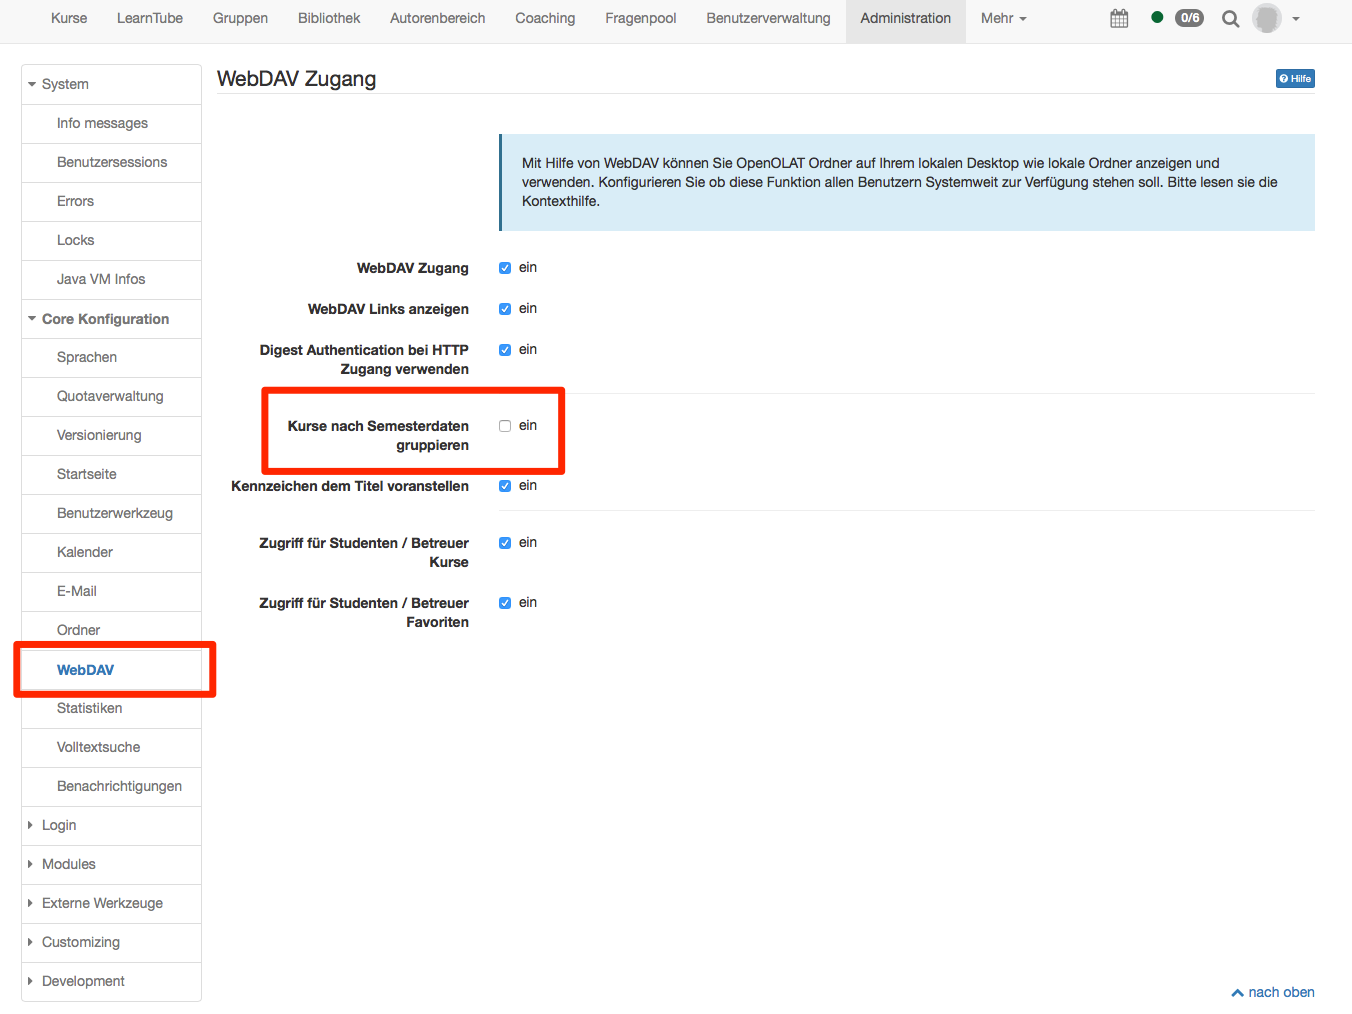 Kurse LearnTube Gruppen Bibliothek Autorenbereich Coaching Fragenpool Benutzerverwaltung Administration Mehr 0/6
System
Info messages
Benutzersessions
Errors
Locks
Java VM Infos
Core Konfiguration
Sprachen
Quotaverwaltung
Versionierung
Startseite
Benutzerwerkzeug
Kalender
E-Mail
Ordner
WebDAV
Statistiken
Volltextsuche
Benachrichtigungen
Login
Modules
Externe Werkzeuge
Customizing
Development
WebDAV Zugang
Hilfe
Mit Hilfe von WebDAV können Sie OpenOLAT Ordner auf Ihrem lokalen Desktop wie lokale Ordner anzeigen und
verwenden. Konfigurieren Sie ob diese Funktion allen Benutzern Systemweit zur Verfügung stehen soll. Bitte lesen sie die
Kontexthilfe.
WebDAV Zugang ein
WebDAV Links anzeigen ein
Digest Authentication bei HTTP ein
Zugang verwenden
Kurse nach Semesterdaten ein
gruppieren
Kennzeichen dem Titel voranstellen ein
Zugriff für Studenten / Betreuer ein
Kurse
Zugriff für Studenten / Betreuer ein
Favoriten
nach oben